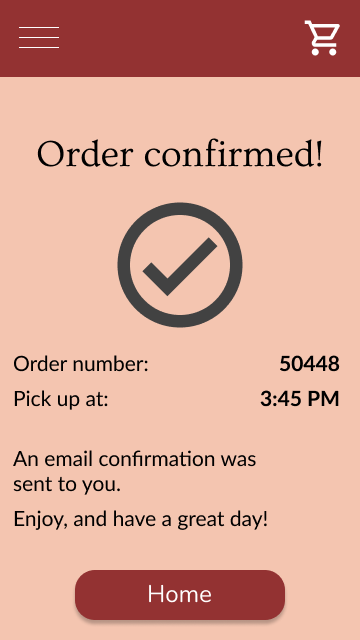 Order confirmed!
Order number: 50448
Pick up at: 3:45 PM
An email confirmation was
sent to you.
Enjoy, and have a great day!
Home